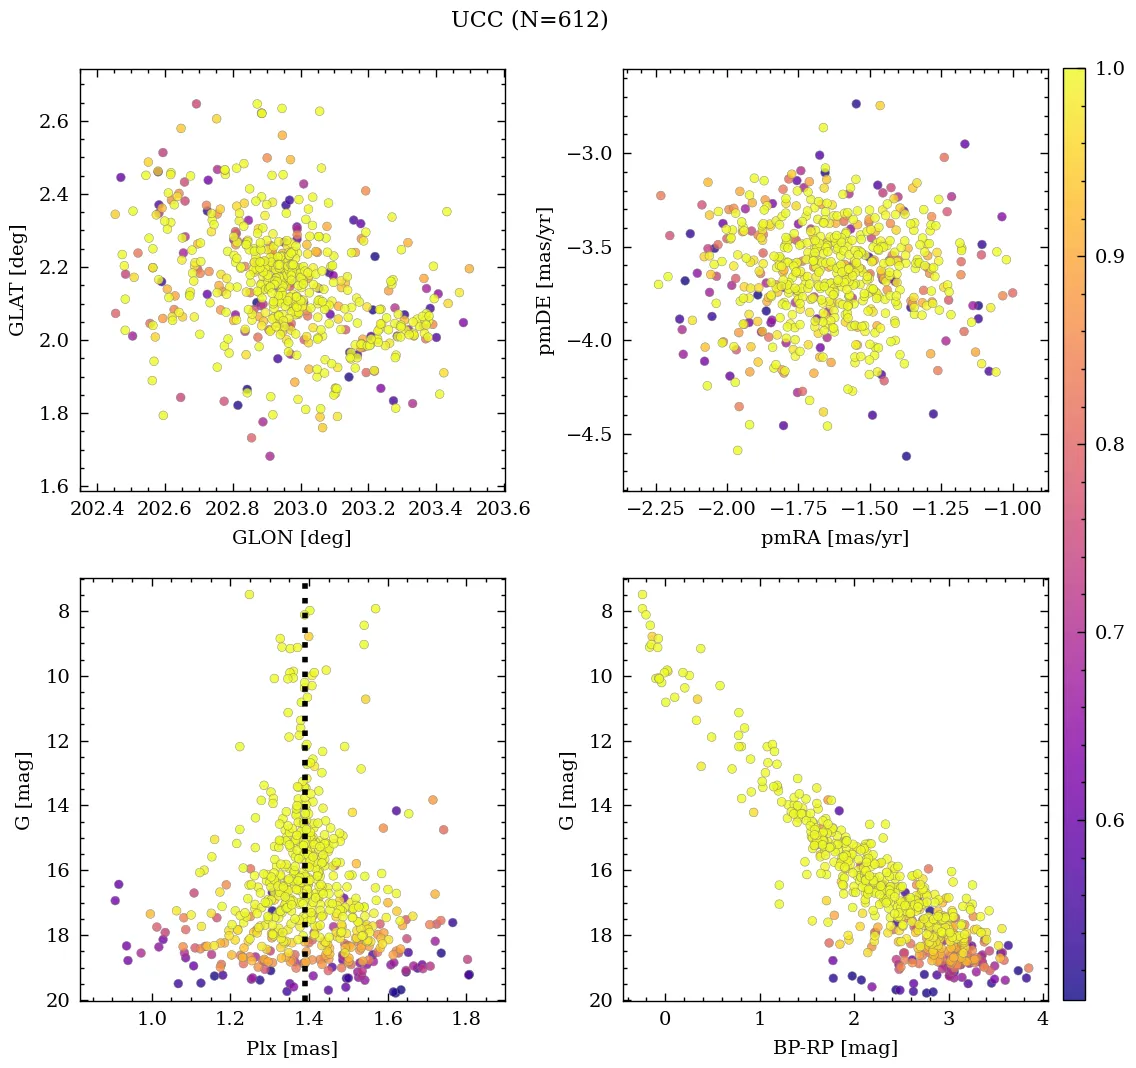 UCC (N=612)
2.6
2.4
2.2
2.0
1.8
1.6
GLAT [deg]
202.4 202.6 202.8 203.0 203.2 203.4 203.6
GLON [deg]
−3.0
−3.5
−4.0
−4.5
pmDE [mas/yr]
−2.25 −2.00 −1.75 −1.50 −1.25 −1.00
pmRA [mas/yr]
1.0
0.9
0.8
0.7
0.6
8
10
12
14
16
18
20
G [mag]
1.0 1.2 1.4 1.6 1.8
Plx [mas]
8
10
12
14
16
18
20
G [mag]
0 1 2 3 4
BP-RP [mag]